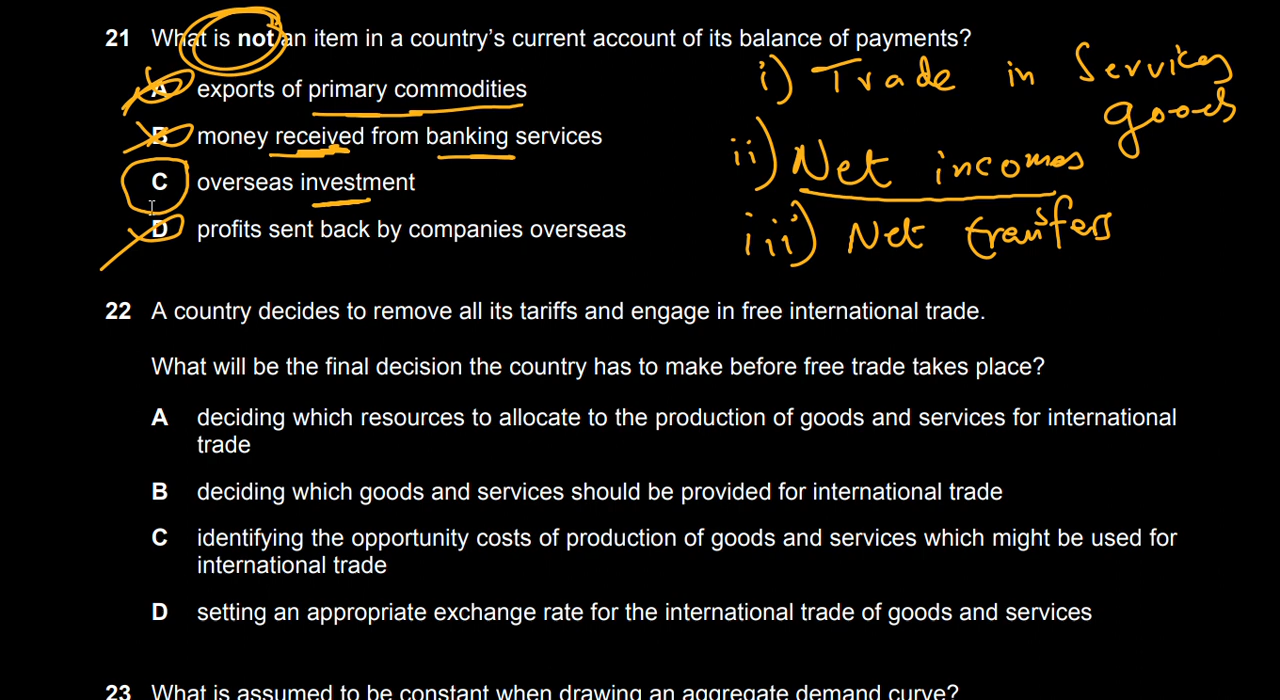 21 What is not an item in a country's current account of its balance of payments?
A exports of primary commodities
B money received from banking services
C overseas investment
D profits sent back by companies overseas
i) Trade in Services
goods
ii) Net incomes
iii) Net transfers
22 A country decides to remove all its tariffs and engage in free international trade.
What will be the final decision the country has to make before free trade takes place?
A deciding which resources to allocate to the production of goods and services for international
trade
B deciding which goods and services should be provided for international trade
C identifying the opportunity costs of production of goods and services which might be used for
international trade
D setting an appropriate exchange rate for the international trade of goods and services
23 What is assumed to be constant when drawing an aggregate demand curve?